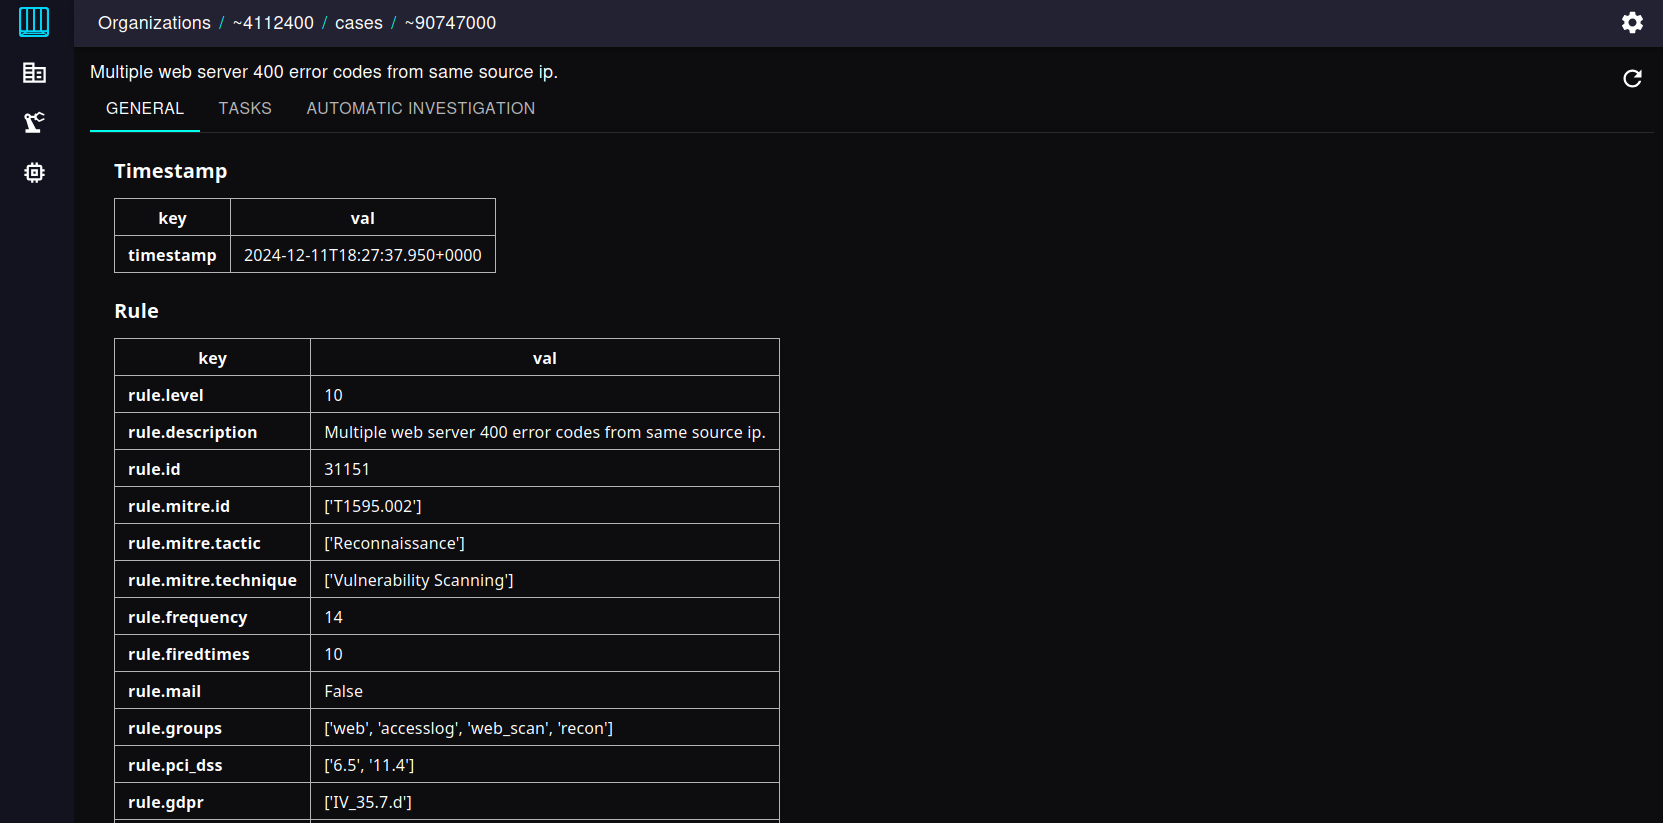 Organizations / ~4112400 / cases / ~90747000
Multiple web server 400 error codes from same source ip.
GENERAL TASKS AUTOMATIC INVESTIGATION
Timestamp
key val
timestamp 2024-12-11T18:27:37.950+0000
Rule
key val
rule.level 10
rule.description Multiple web server 400 error codes from same source ip.
rule.id 31151
rule.mitre.id ['T1595.002']
rule.mitre.tactic ['Reconnaissance']
rule.mitre.technique ['Vulnerability Scanning']
rule.frequency 14
rule.firedtimes 10
rule.mail False
rule.groups ['web', 'accesslog', 'web_scan', 'recon']
rule.pci_dss ['6.5', '11.4']
rule.gdpr ['IV_35.7.d']